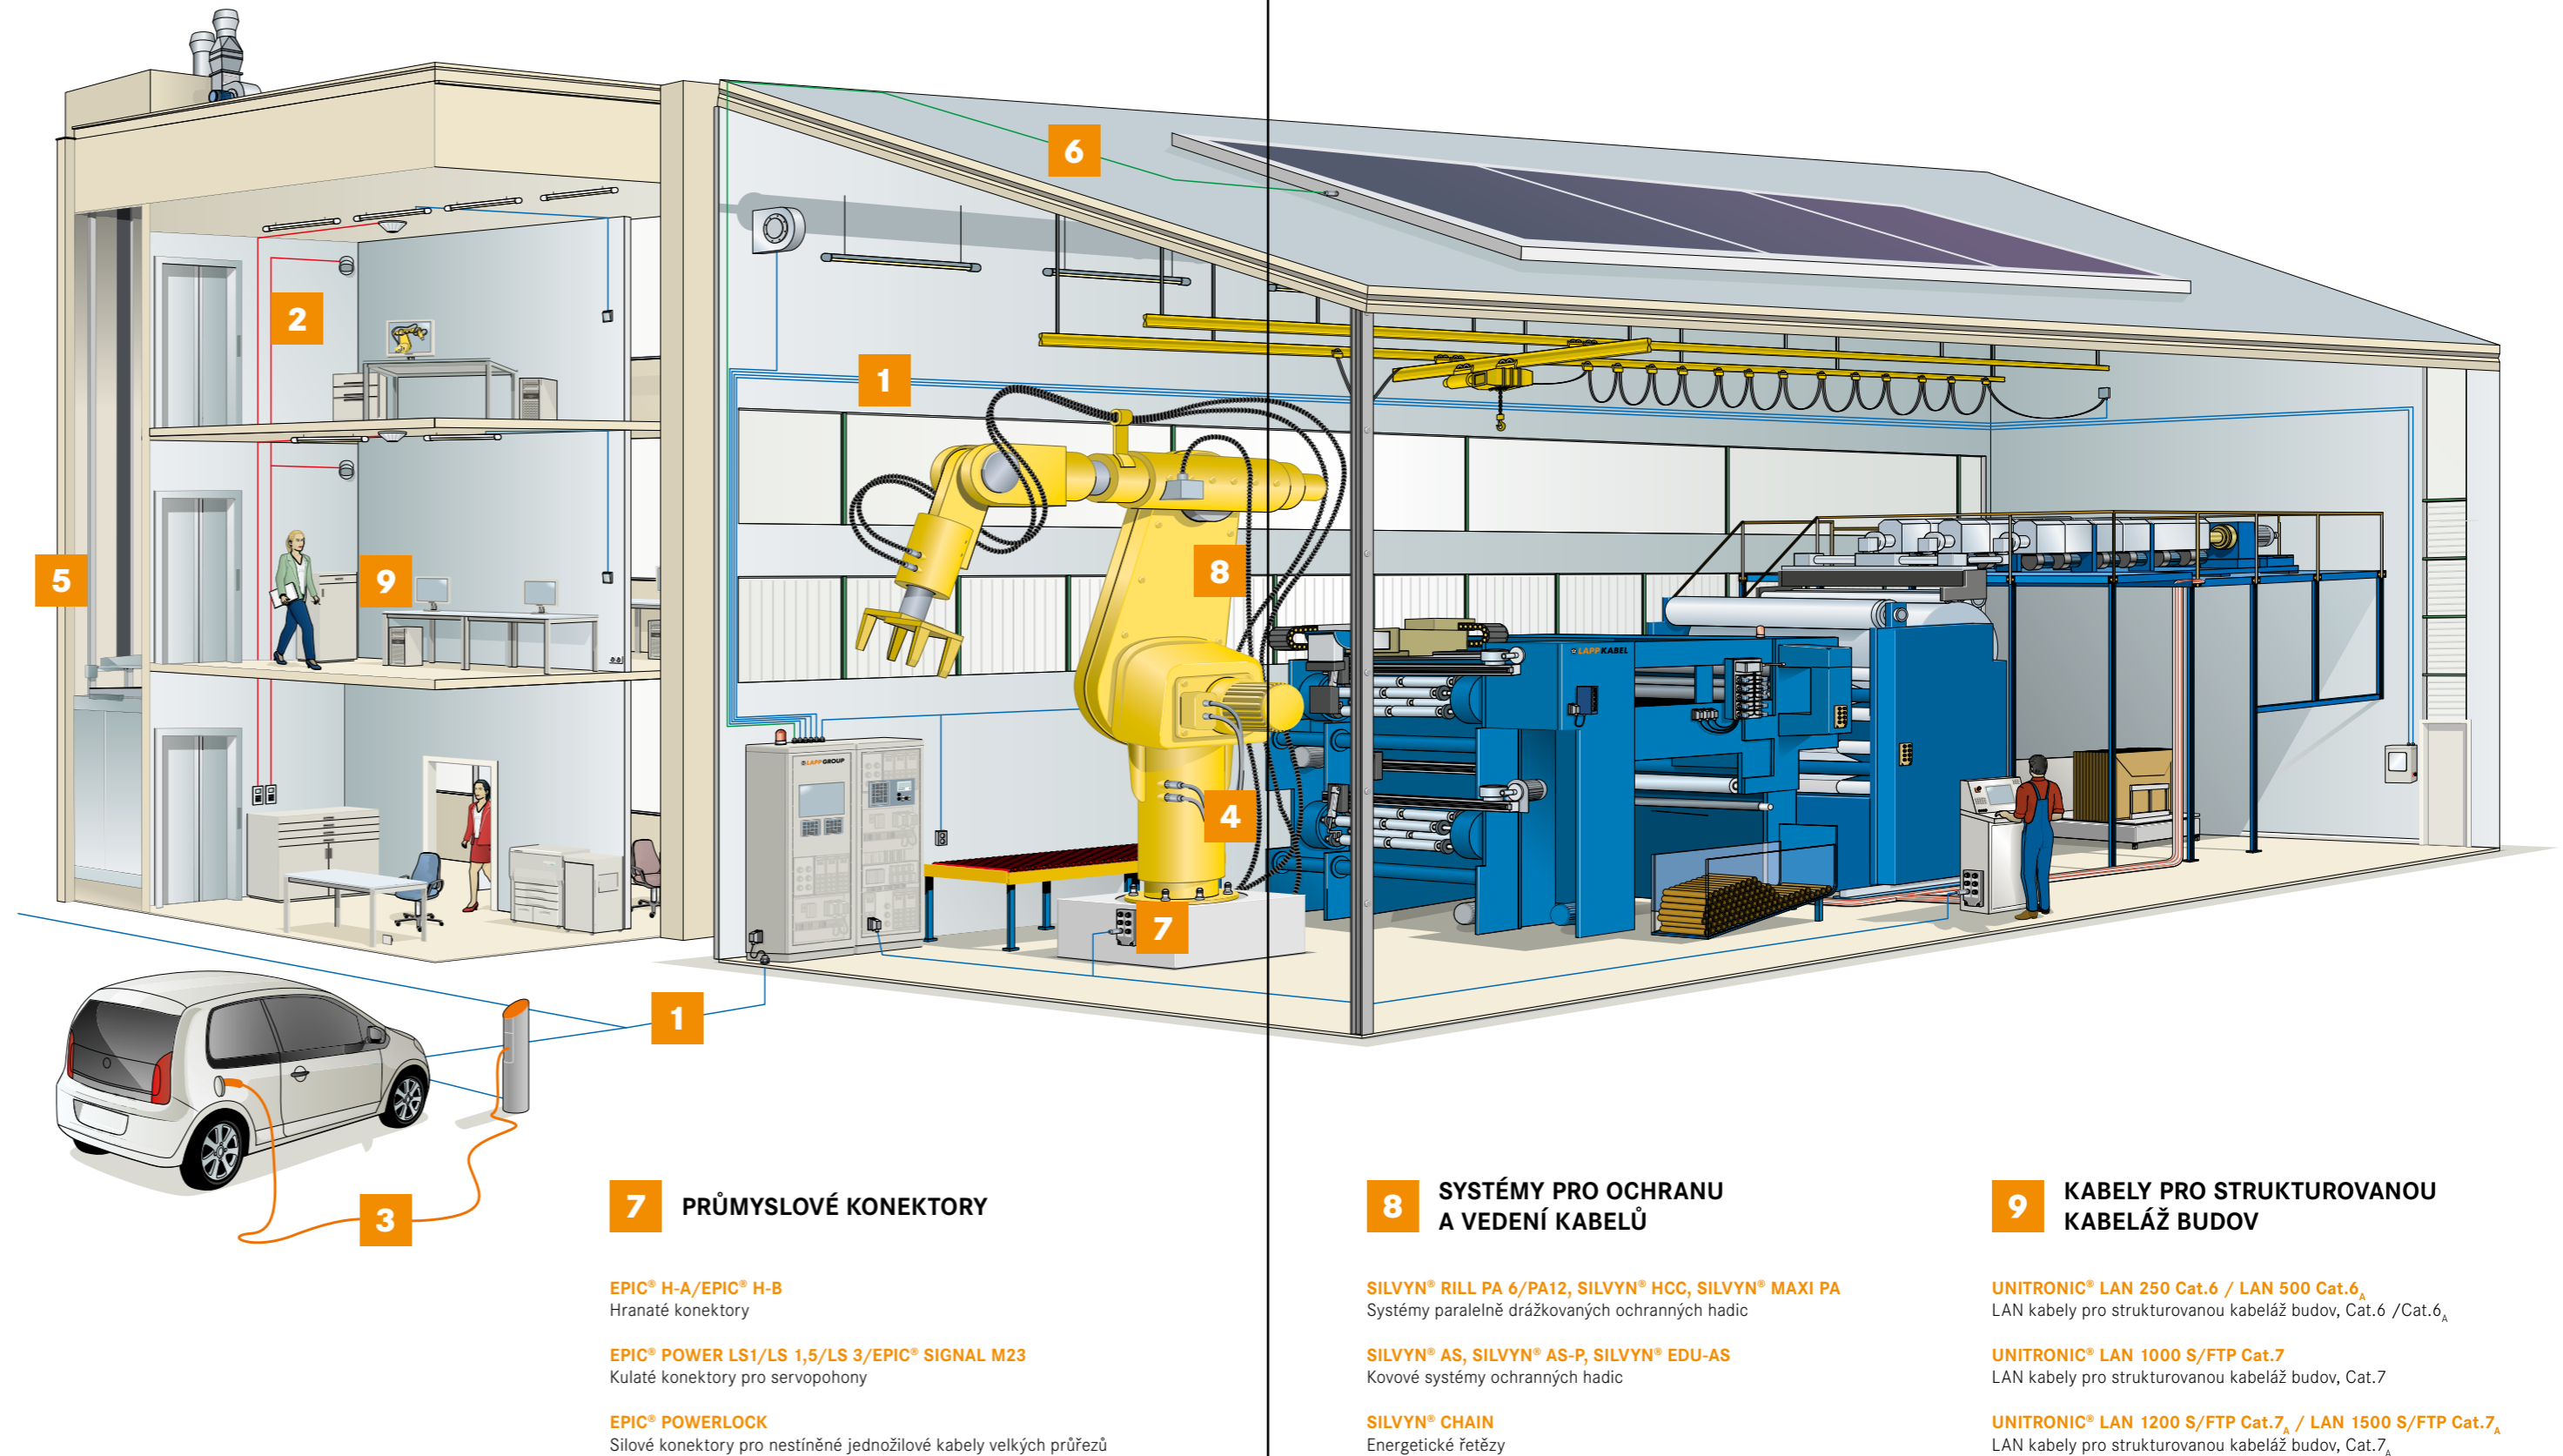 6
2
1
5
9
8
LAPP KABEL
LAPP GROUP
4
7
1
3
7 PRŮMYSLOVÉ KONEKTORY
EPIC® H-A/EPIC® H-B
Hranaté konektory
EPIC® POWER LS1/LS 1,5/LS 3/EPIC® SIGNAL M23
Kulaté konektory pro servopohony
EPIC® POWERLOCK
Silové konektory pro nestíněné jednožilové kabely velkých průřezů
8 SYSTÉMY PRO OCHRANU
A VEDENÍ KABELŮ
SILVYN® RILL PA 6/PA12, SILVYN® HCC, SILVYN® MAXI PA
Systémy paralelně drážkovaných ochranných hadic
SILVYN® AS, SILVYN® AS-P, SILVYN® EDU-AS
Kovové systémy ochranných hadic
SILVYN® CHAIN
Energetické řetězy
9 KABELY PRO STRUKTUROVANOU
KABELÁŽ BUDOV
UNITRONIC® LAN 250 Cat.6 / LAN 500 Cat.6A
LAN kabely pro strukturovanou kabeláž budov, Cat.6 /Cat.6A
UNITRONIC® LAN 1000 S/FTP Cat.7
LAN kabely pro strukturovanou kabeláž budov, Cat.7
UNITRONIC® LAN 1200 S/FTP Cat.7A / LAN 1500 S/FTP Cat.7A
LAN kabely pro strukturovanou kabeláž budov, Cat.7A